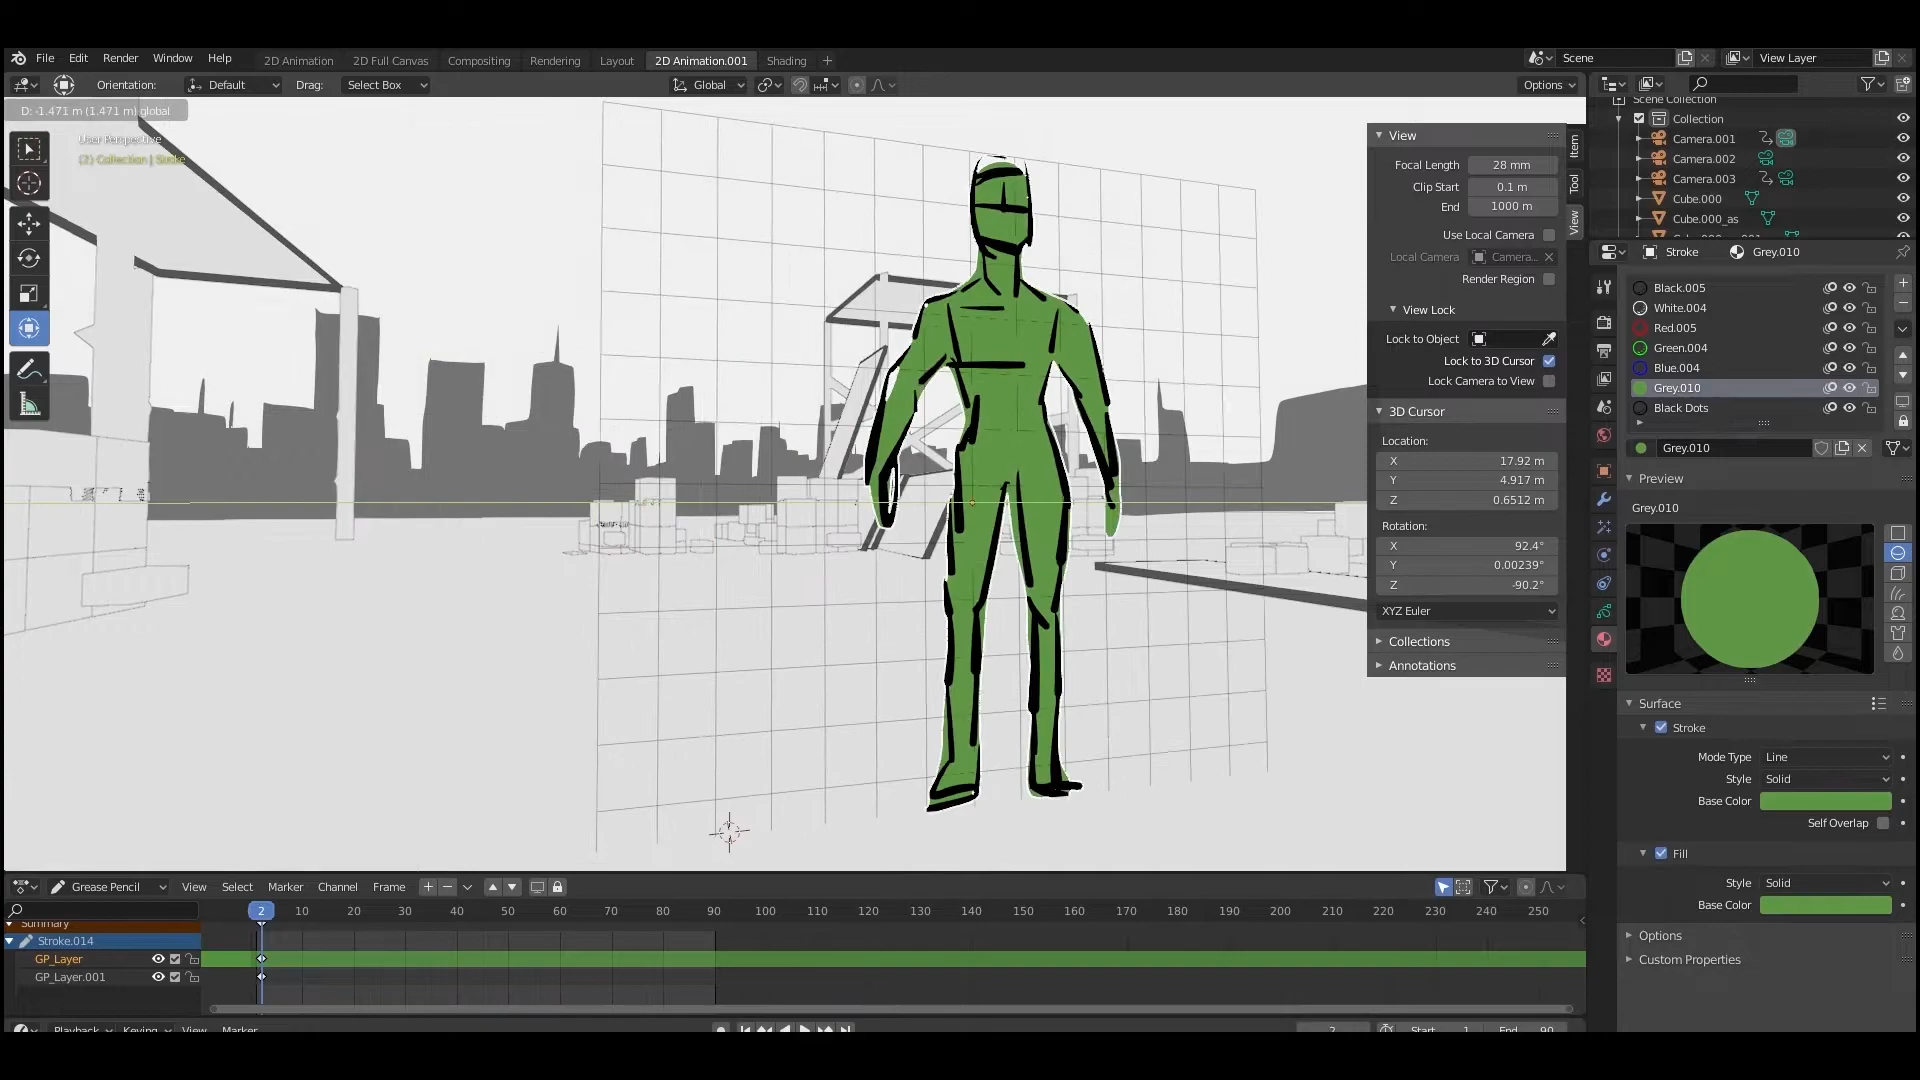 File Edit Render Window Help 2D Animation 2D Full Canvas Compositing Rendering Layout 2D Animation.001 Shading + Scene View Layer
Orientation: Default Drag: Select Box Global Options
D: -1.471 m (1.471 m) global
User Perspective
(2) Collection | Stroke
View
Focal Length 28 mm
Clip Start 0.1 m
End 1000 m
Use Local Camera
Local Camera Camera...
Render Region
View Lock
Lock to Object
Lock to 3D Cursor
Lock Camera to View
3D Cursor
Location:
X 17.92 m
Y 4.917 m
Z 0.6512 m
Rotation:
X 92.4°
Y 0.00239°
Z -90.2°
XYZ Euler
Collections
Annotations
Item
Tool
View
Scene Collection
Collection
Camera.001
Camera.002
Camera.003
Cube.000
Cube.000_as
Stroke Grey.010
Black.005
White.004
Red.005
Green.004
Blue.004
Grey.010
Black Dots
Grey.010
Preview
Grey.010
Surface
Stroke
Mode Type Line
Style Solid
Base Color
Self Overlap
Fill
Style Solid
Base Color
Options
Custom Properties
Grease Pencil View Select Marker Channel Frame
2 10 20 30 40 50 60 70 80 90 100 110 120 130 140 150 160 170 180 190 200 210 220 230 240 250
Summary
Stroke.014
GP_Layer
GP_Layer.001
Playback Keying View Marker 2 Start 1 End 90